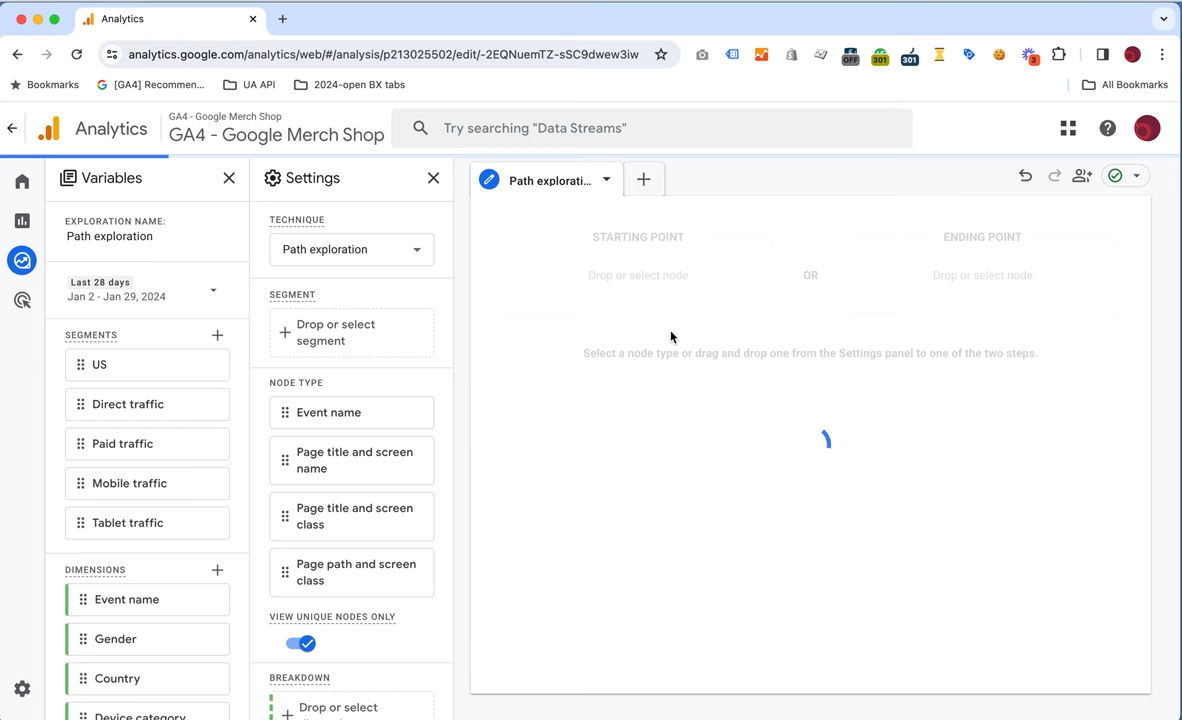 Analytics
analytics.google.com/analytics/web/#/analysis/p213025502/edit/-2EQNuemTZ-sSC9dwew3iw
OFF
301
301
3
Bookmarks
[GA4] Recommen...
UA API
2024-open BX tabs
All Bookmarks
Analytics
GA4 - Google Merch Shop
GA4 - Google Merch Shop
Try searching "Data Streams"
Variables
EXPLORATION NAME:
Path exploration
Last 28 days
Jan 2 - Jan 29, 2024
SEGMENTS
US
Direct traffic
Paid traffic
Mobile traffic
Tablet traffic
DIMENSIONS
Event name
Gender
Country
Device category
Settings
TECHNIQUE
Path exploration
SEGMENT
Drop or select
segment
NODE TYPE
Event name
Page title and screen
name
Page title and screen
class
Page path and screen
class
VIEW UNIQUE NODES ONLY
BREAKDOWN
Drop or select
Path explorati...
STARTING POINT
Drop or select node
OR
ENDING POINT
Drop or select node
Select a node type or drag and drop one from the Settings panel to one of the two steps.